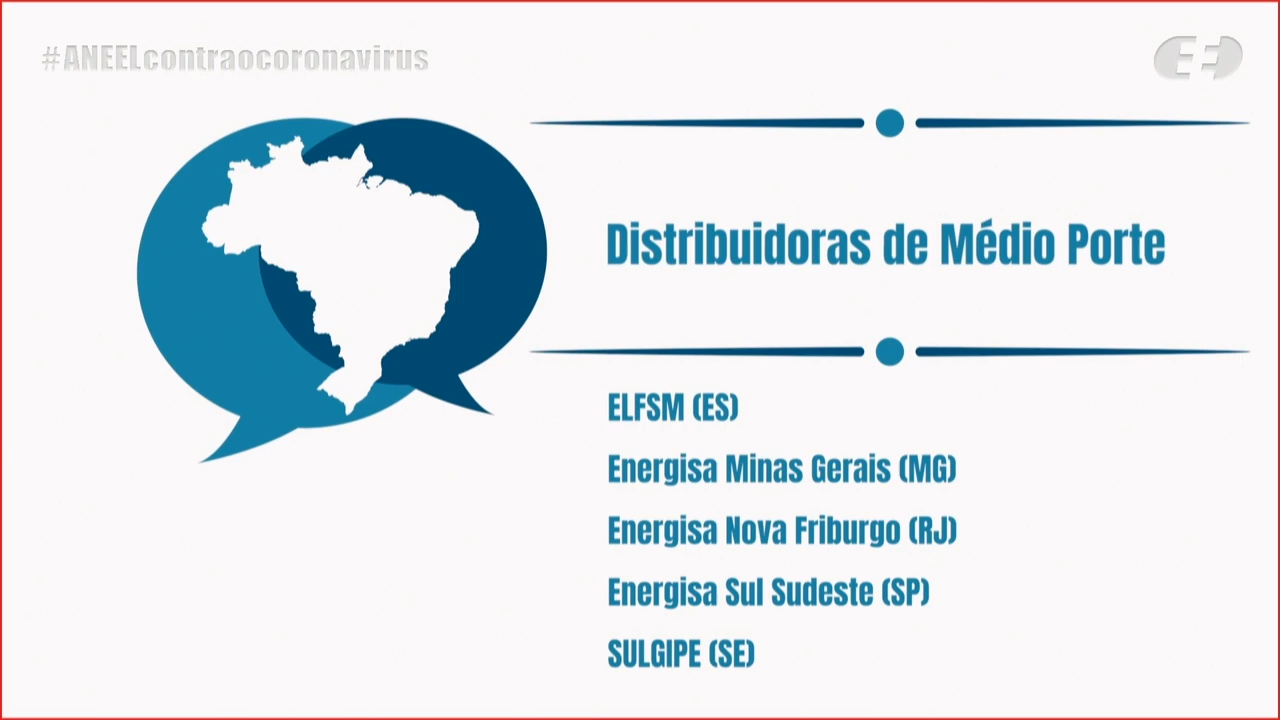 #ANEELcontraocoronavirus
Distribuidoras de Médio Porte
ELFSM (ES)
Energisa Minas Gerais (MG)
Energisa Nova Friburgo (RJ)
Energisa Sul Sudeste (SP)
SULGIPE (SE)